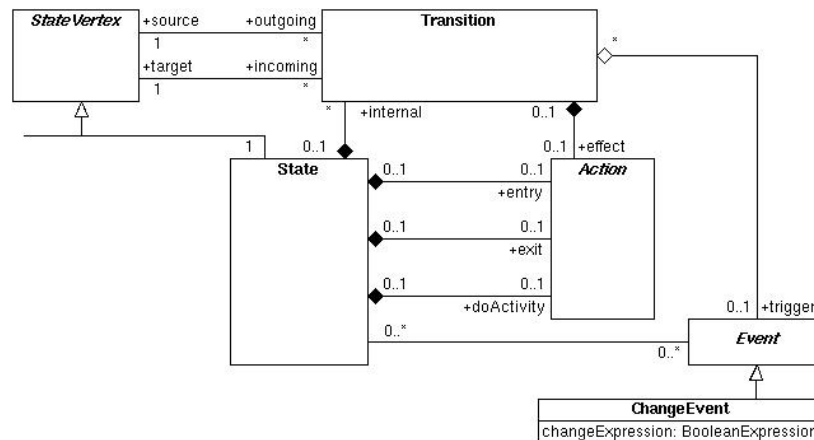 StateVertex
+source
+outgoing
Transition
1
*
*
+target
+incoming
1
*
*
+internal
0..1
1
0..1
0..1
+effect
State
0..1
0..1
Action
+entry
0..1
0..1
+exit
0..1
0..1
+doActivity
0..1
+trigger
0..*
0..*
Event
ChangeEvent
changeExpression: BooleanExpression